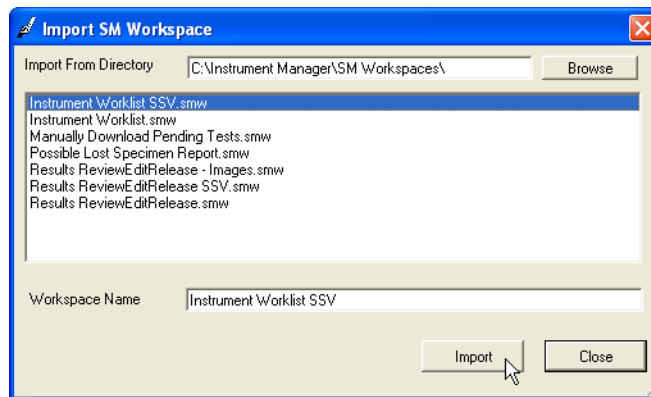 Import SM Workspace
Import From Directory C:\Instrument Manager\SM Workspaces\ Browse
Instrument Worklist SSV.smw
Instrument Worklist.smw
Manually Download Pending Tests.smw
Possible Lost Specimen Report.smw
Results ReviewEditRelease - Images.smw
Results ReviewEditRelease SSV.smw
Results ReviewEditRelease.smw
Workspace Name Instrument Worklist SSV
Import Close